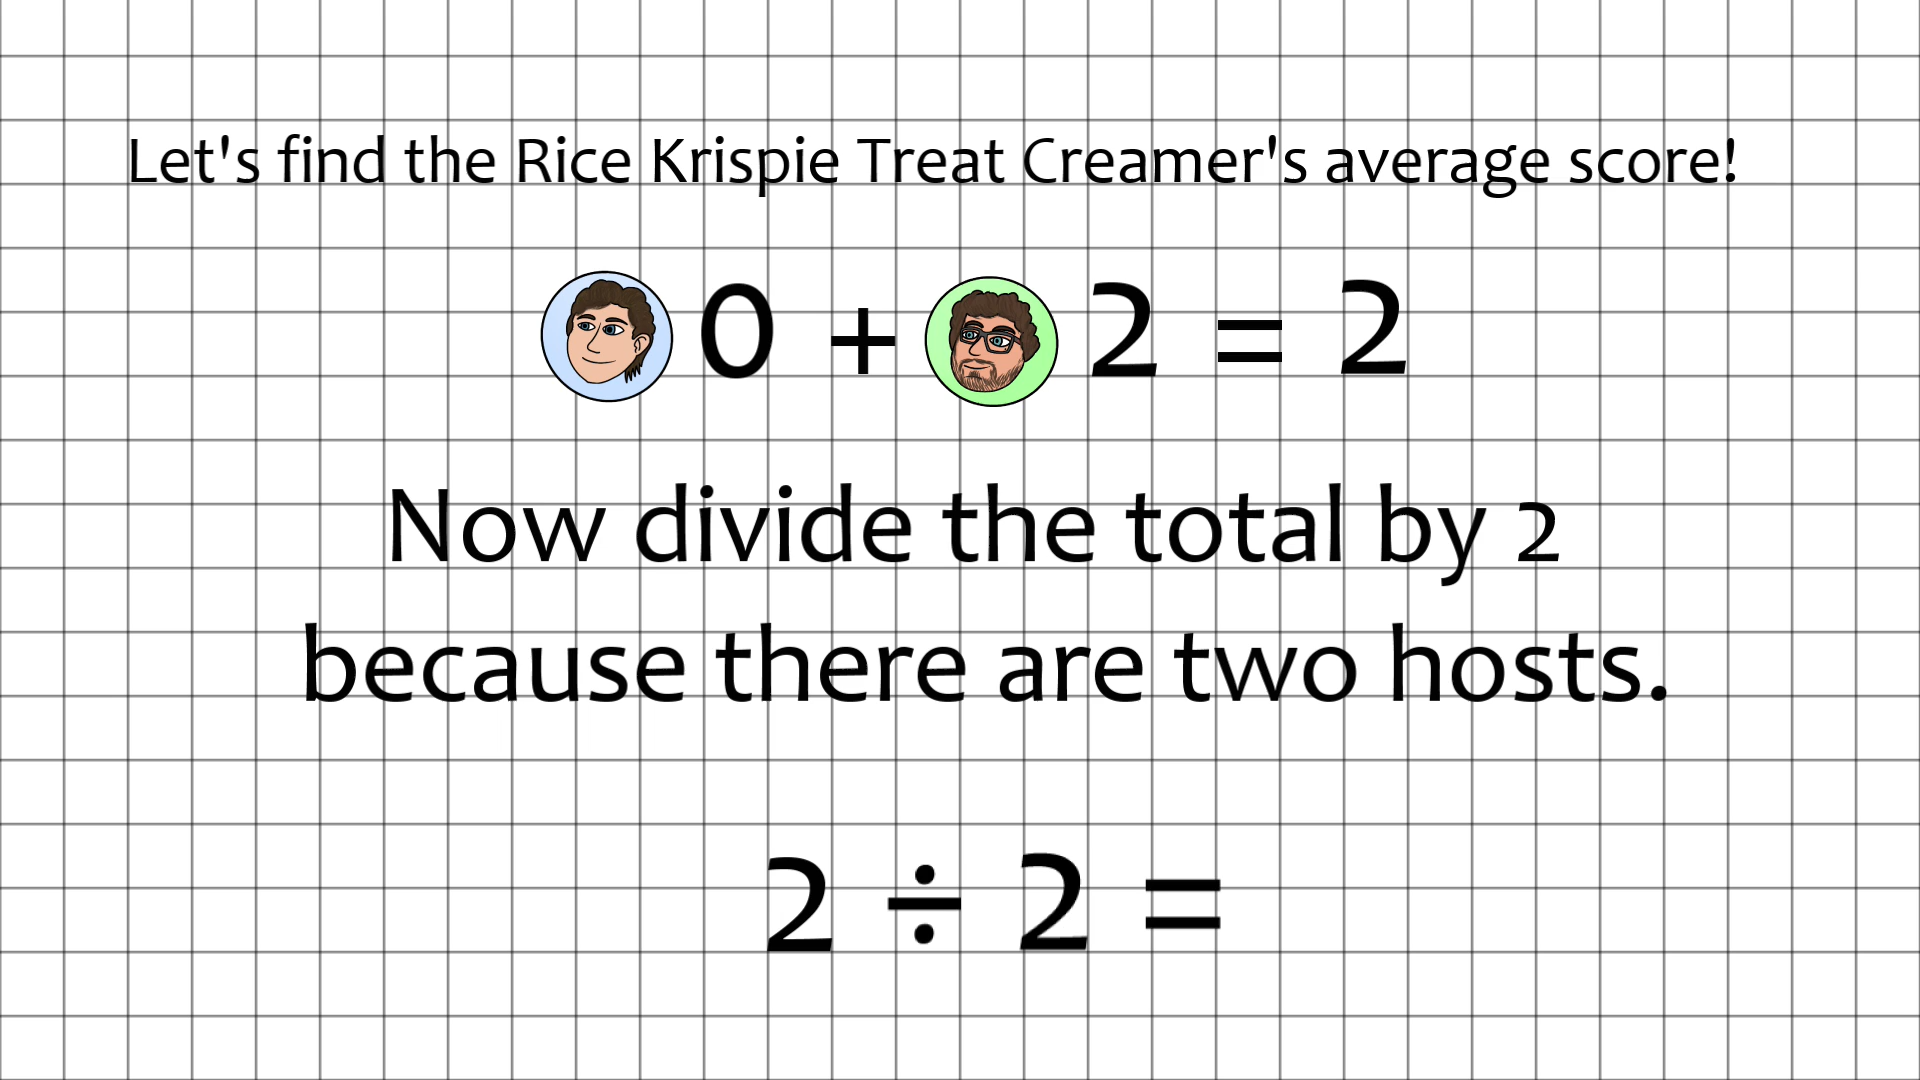 Let's find the Rice Krispie Treat Creamer's average score!
0 + 2 = 2
Now divide the total by 2
because there are two hosts.
2 ÷ 2 =